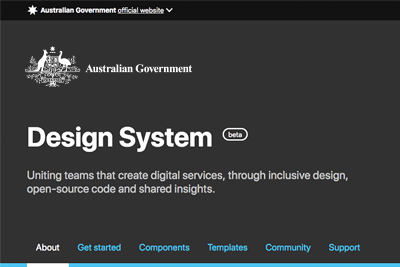 Australian Government official website
Australian Government
Design System beta
Uniting teams that create digital services, through inclusive design,
open-source code and shared insights.
About Get started Components Templates Community Support